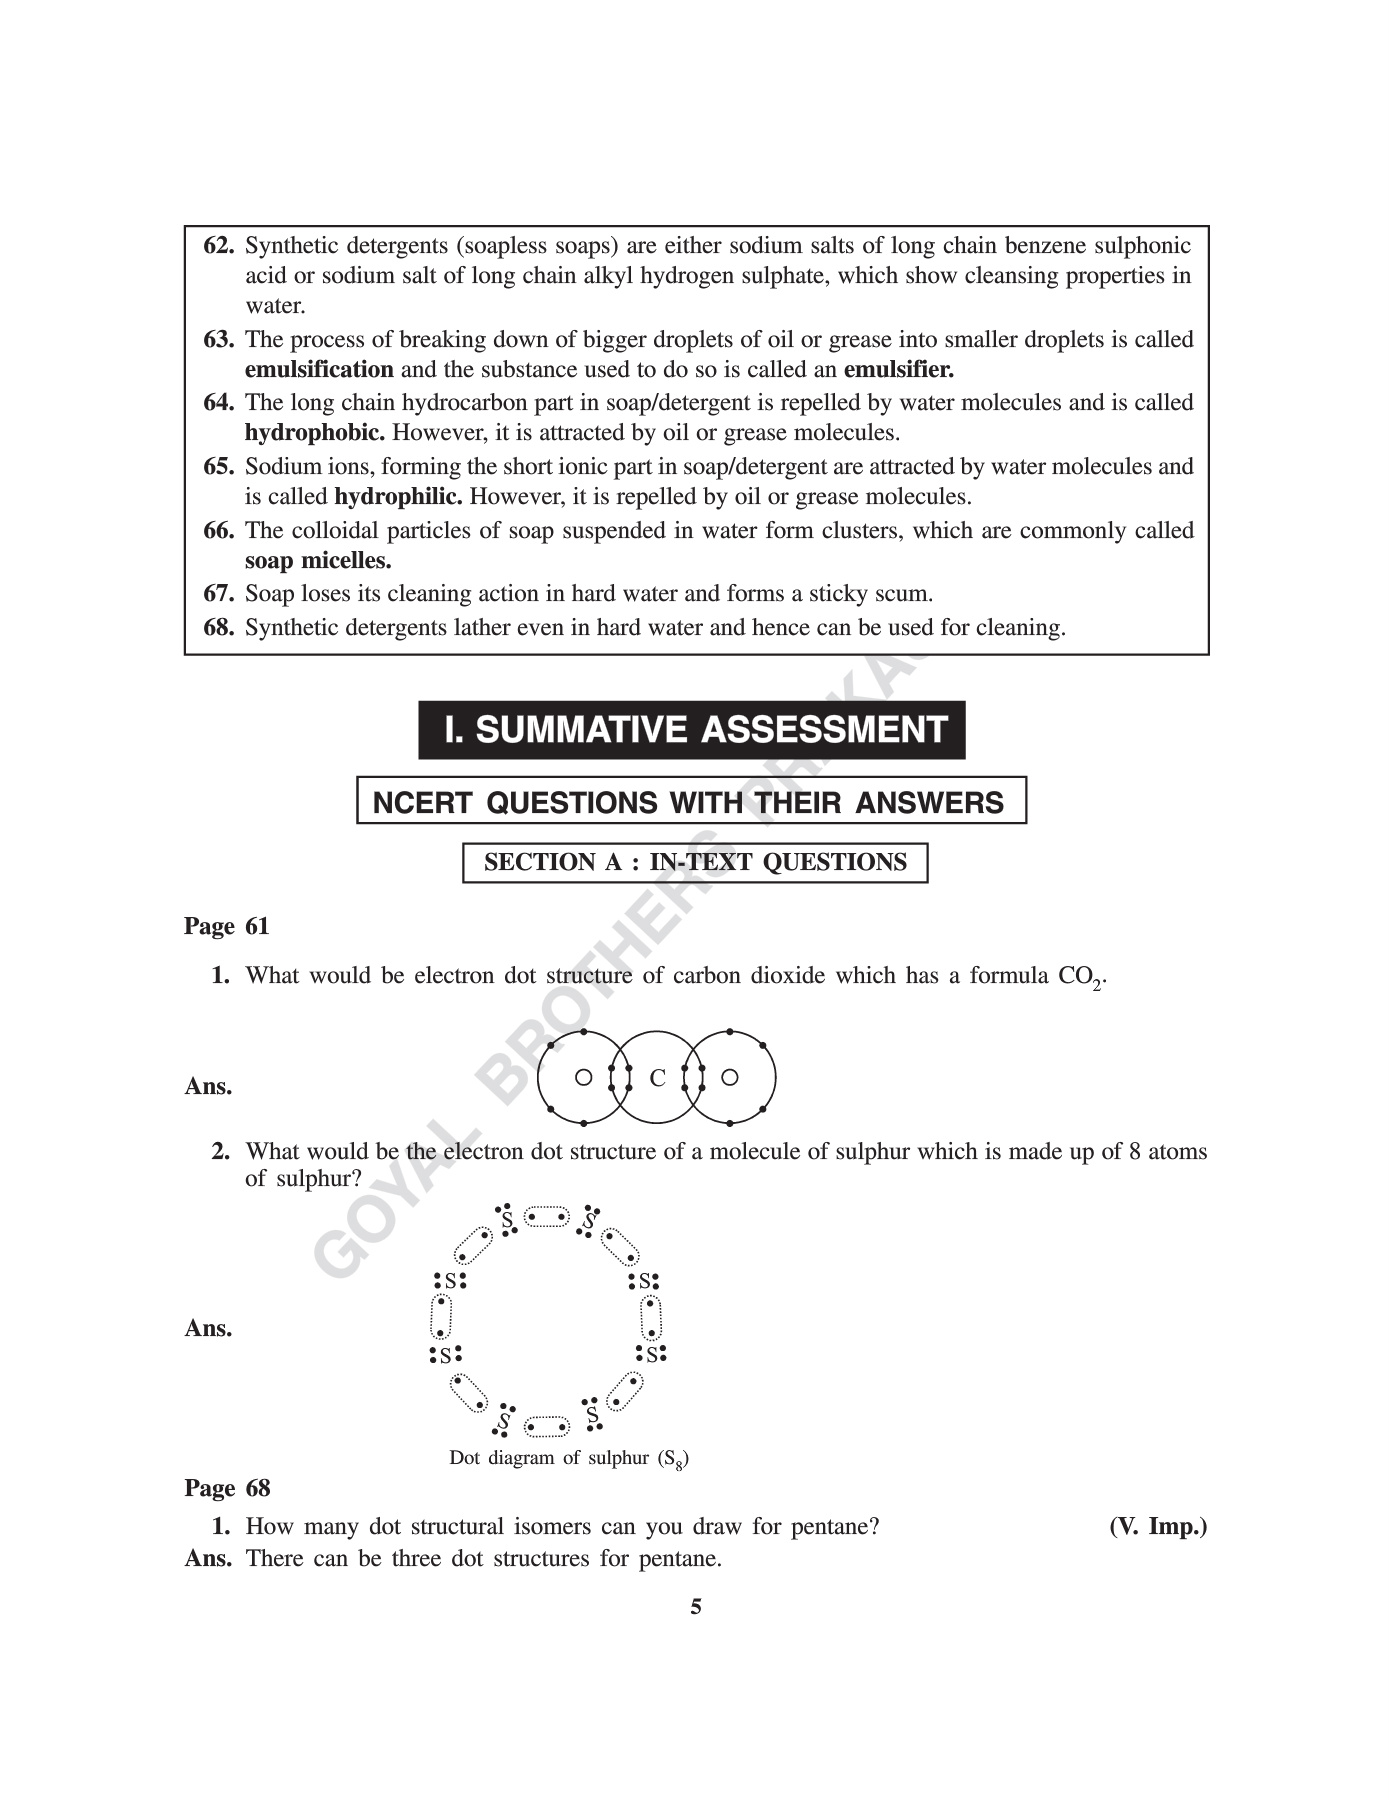 62. Synthetic detergents (soapless soaps) are either sodium salts of long chain benzene sulphonic
acid or sodium salt of long chain alkyl hydrogen sulphate, which show cleansing properties in
water.
63. The process of breaking down of bigger droplets of oil or grease into smaller droplets is called
emulsification and the substance used to do so is called an emulsifier.
64. The long chain hydrocarbon part in soap/detergent is repelled by water molecules and is called
hydrophobic. However, it is attracted by oil or grease molecules.
65. Sodium ions, forming the short ionic part in soap/detergent are attracted by water molecules and
is called hydrophilic. However, it is repelled by oil or grease molecules.
66. The colloidal particles of soap suspended in water form clusters, which are commonly called
soap micelles.
67. Soap loses its cleaning action in hard water and forms a sticky scum.
68. Synthetic detergents lather even in hard water and hence can be used for cleaning.
I. SUMMATIVE ASSESSMENT
NCERT QUESTIONS WITH THEIR ANSWERS
SECTION A : IN-TEXT QUESTIONS
GOYAL BROTHERS
Page 61
1. What would be electron dot structure of carbon dioxide which has a formula CO2.
Ans.
O C O
2. What would be the electron dot structure of a molecule of sulphur which is made up of 8 atoms
of sulphur?
S S
S S
Ans.
S S
S S
Dot diagram of sulphur (S8)
Page 68
1. How many dot structural isomers can you draw for pentane? (V. Imp.)
Ans. There can be three dot structures for pentane.
5